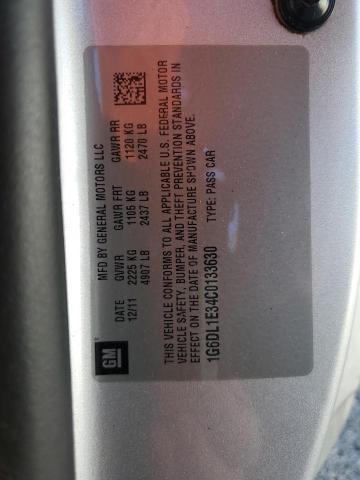 MFD BY GENERAL MOTORS LLC
DATE GVWR GAWR FRT GAWR RR
12/11 2225 KG 1105 KG 1120 KG
4907 LB 2437 LB 2470 LB
THIS VEHICLE CONFORMS TO ALL APPLICABLE U.S. FEDERAL MOTOR
VEHICLE SAFETY, BUMPER, AND THEFT PREVENTION STANDARDS IN
EFFECT ON THE DATE OF MANUFACTURE SHOWN ABOVE.
1G6DL1E34C0133630 TYPE: PASS CAR
GM